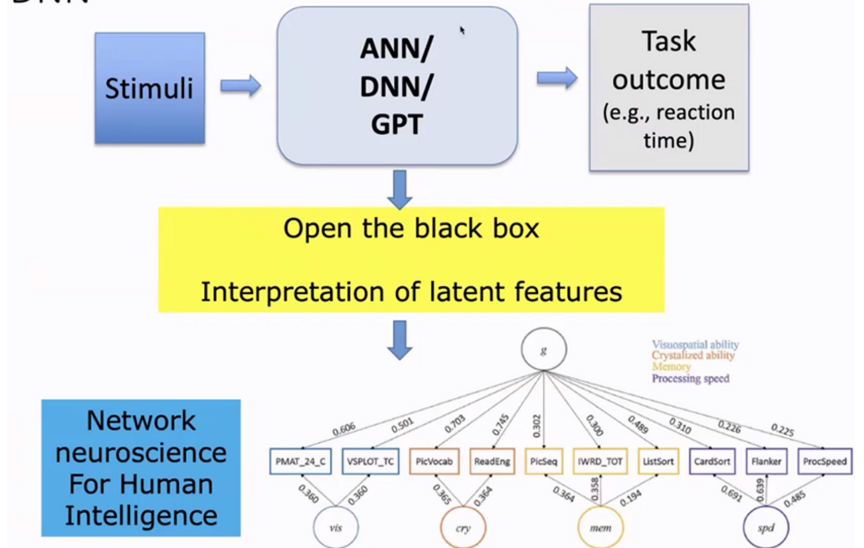 DNN
Stimuli
ANN/
DNN/
GPT
Task
outcome
(e.g., reaction
time)
Open the black box
Interpretation of latent features
Network
neuroscience
For Human
Intelligence
g
Visuospatial ability
Crystalized ability
Memory
Processing speed
0.606 0.501 0.703 0.745 0.302 0.300 0.489 0.310 0.226 0.225
PMAT_24_C VSPLOT_TC PicVocab ReadEng PicSeq IWRD_TOT ListSort CardSort Flanker ProcSpeed
0.360 0.360 0.365 0.364 0.364 0.358 0.194 0.691 0.639 0.485
vis cry mem spd